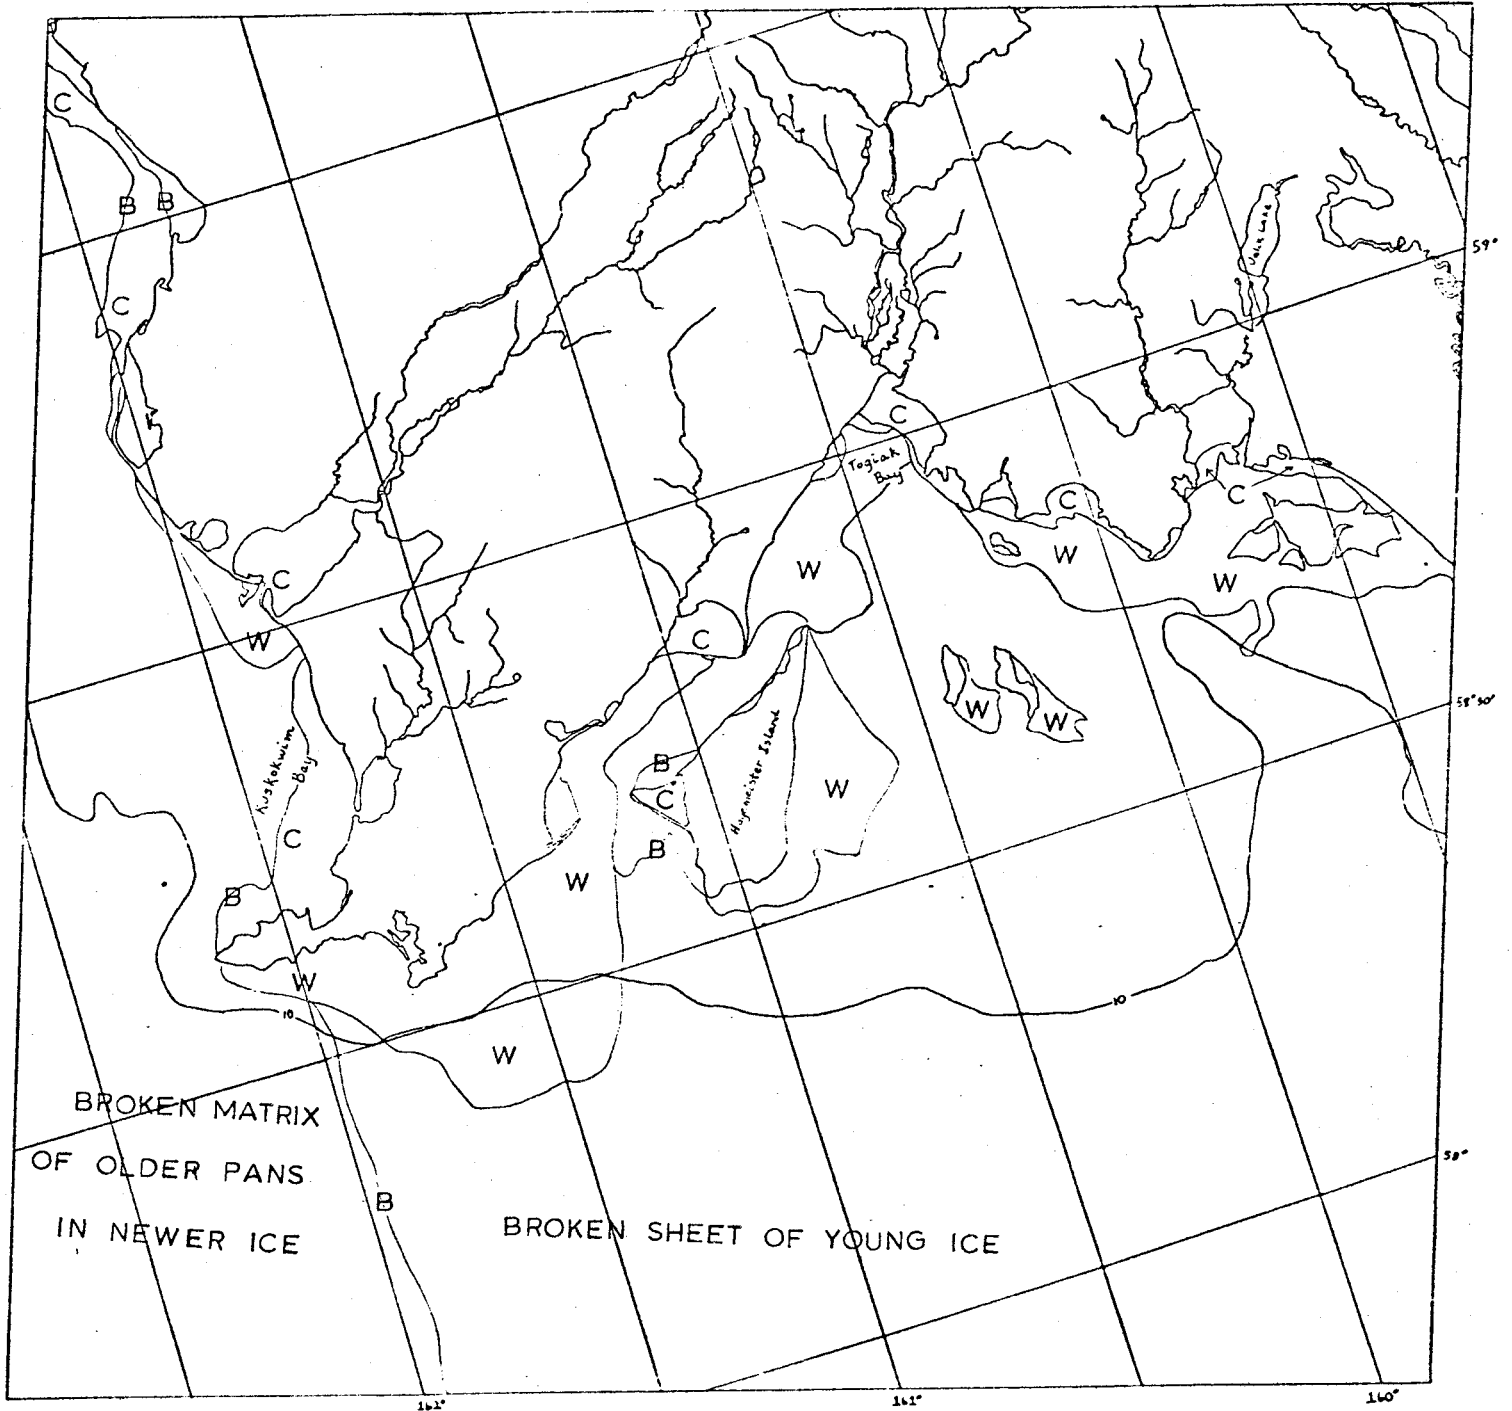 C
B B
59°
C
C
Togiak
Bay
C
C
W
W
C
W
W
C
58°30'
W W
Kuskokwim
Bay
B
Hagemeister Island
W
C
C
B
W
B
W
10
10
W
BROKEN MATRIX
OF OLDER PANS
58°
B
IN NEWER ICE
BROKEN SHEET OF YOUNG ICE
162°
161°
160°